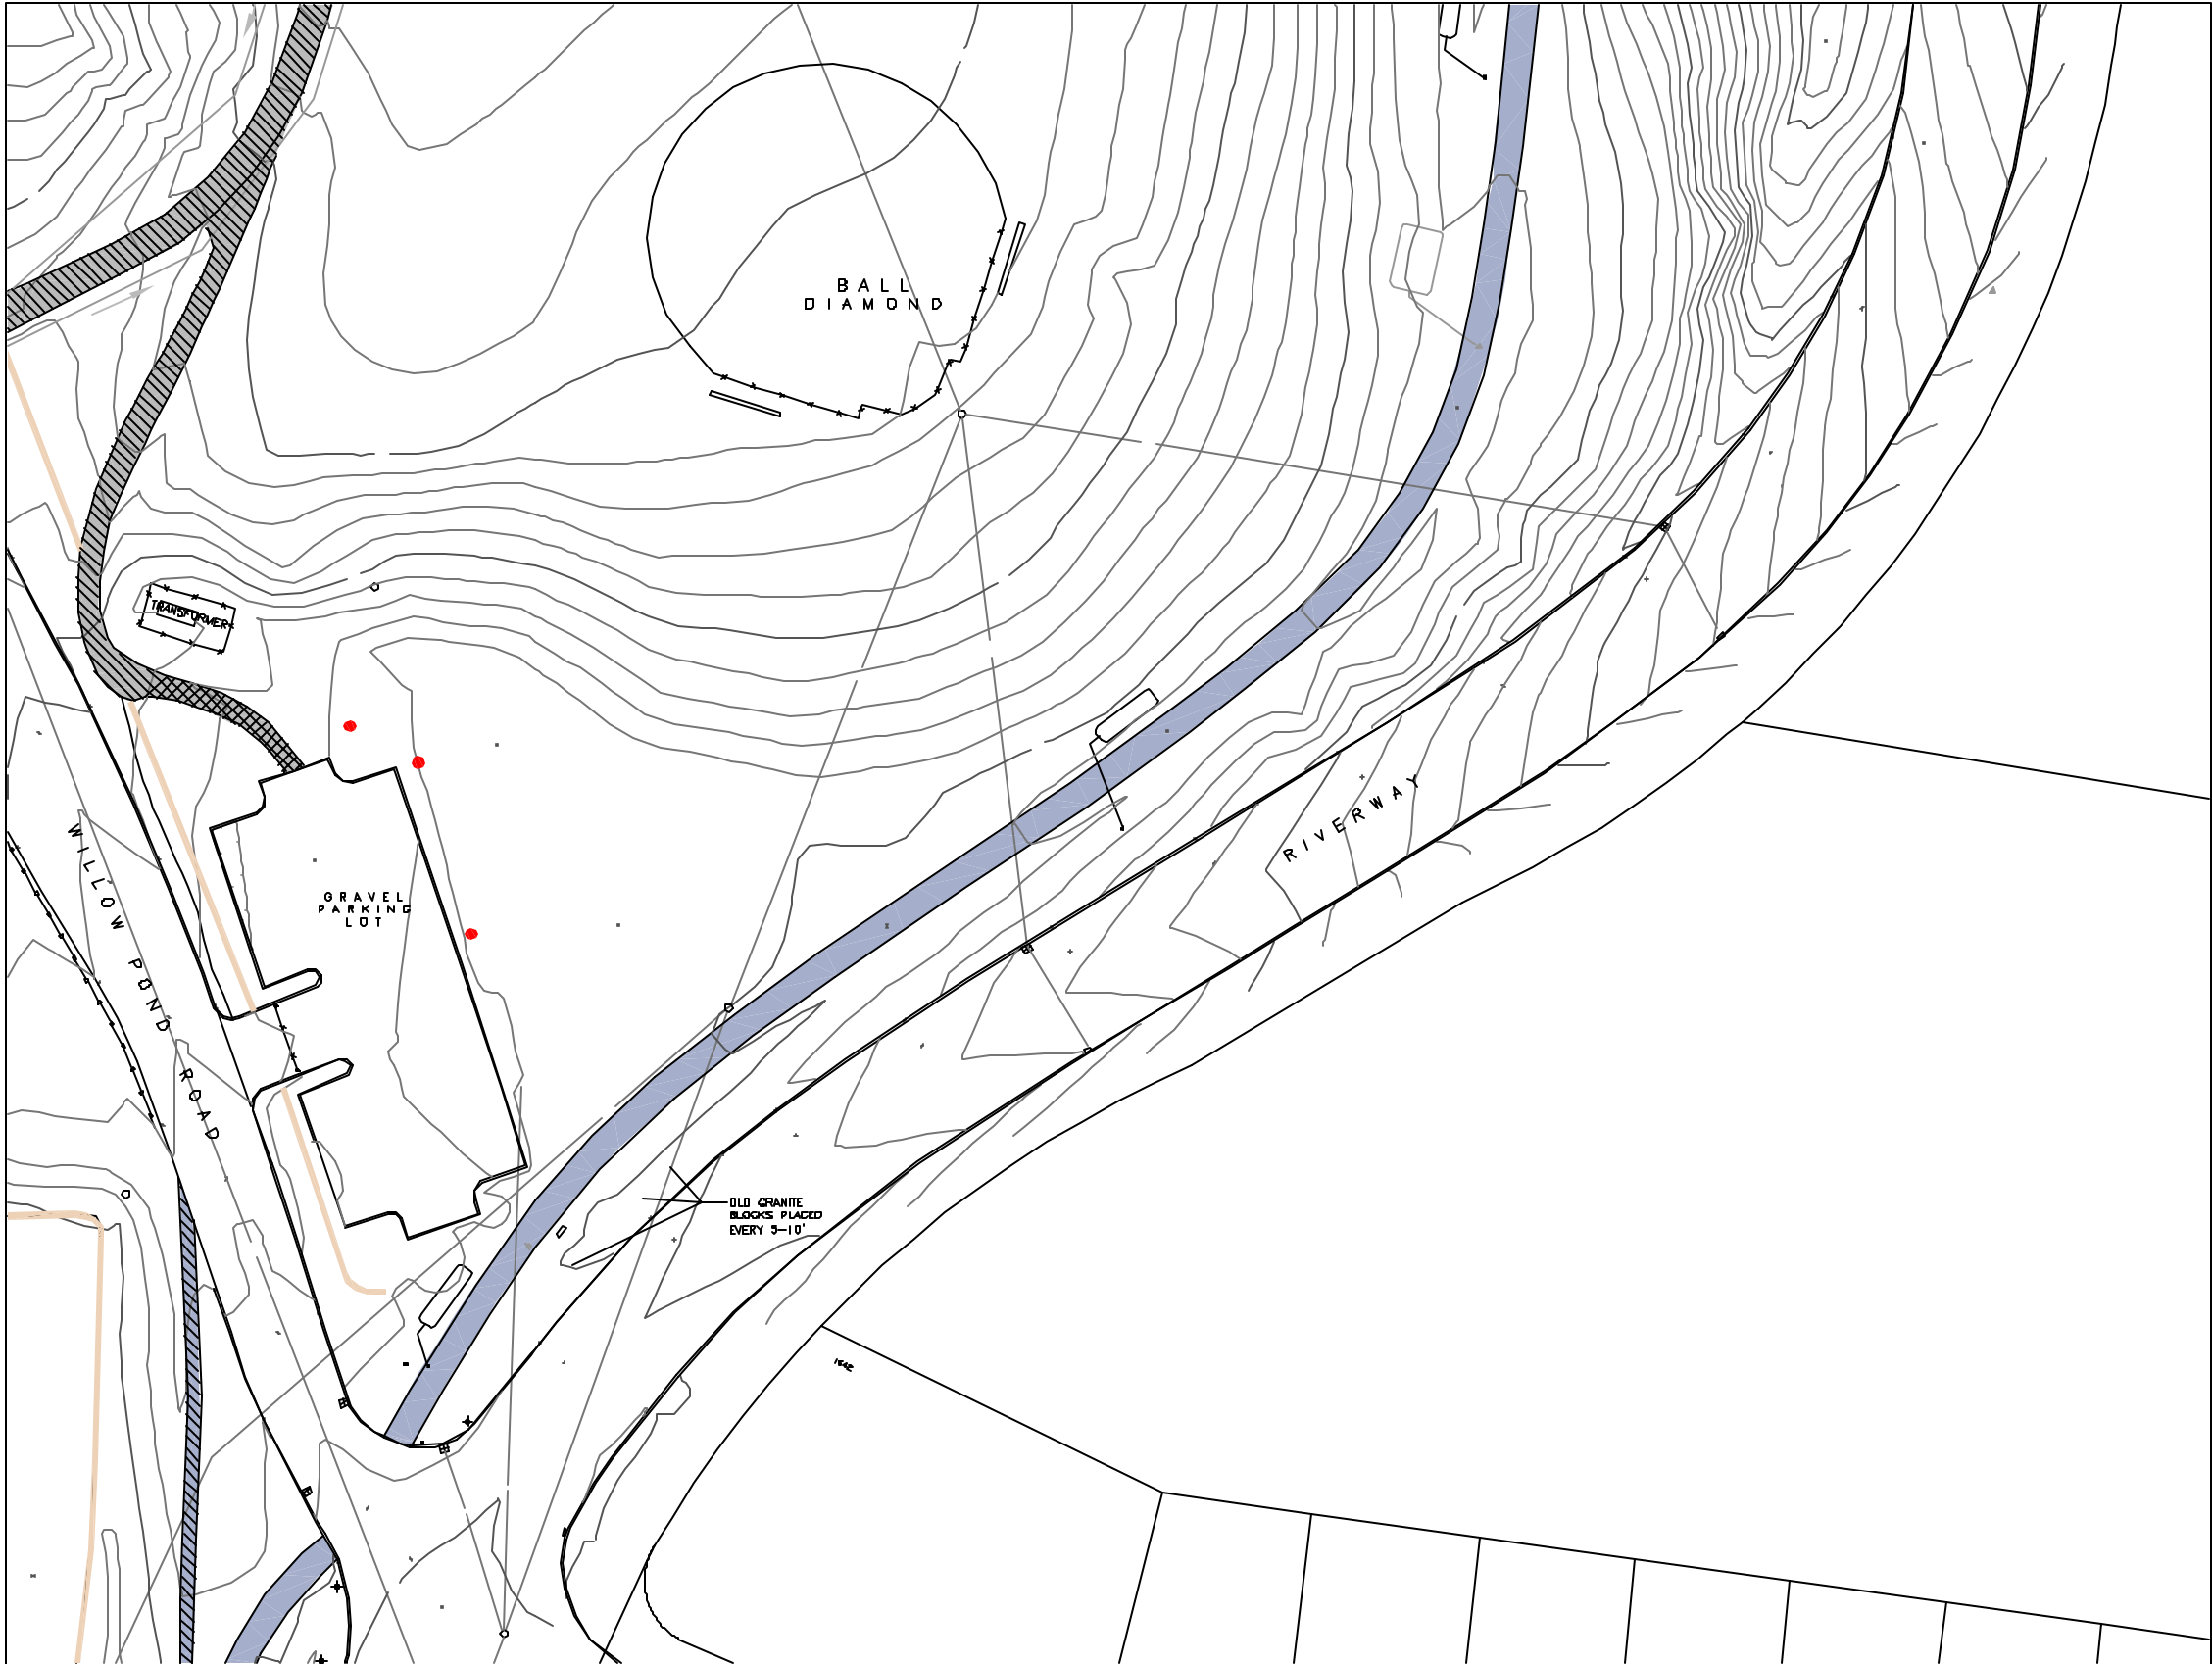 BALL
DIAMOND
TRANSFORMER
RIVERWAY
WILLOW POND ROAD
GRAVEL
PARKING
LOT
OLD GRANITE
BLOCKS PLACED
EVERY 5-10'